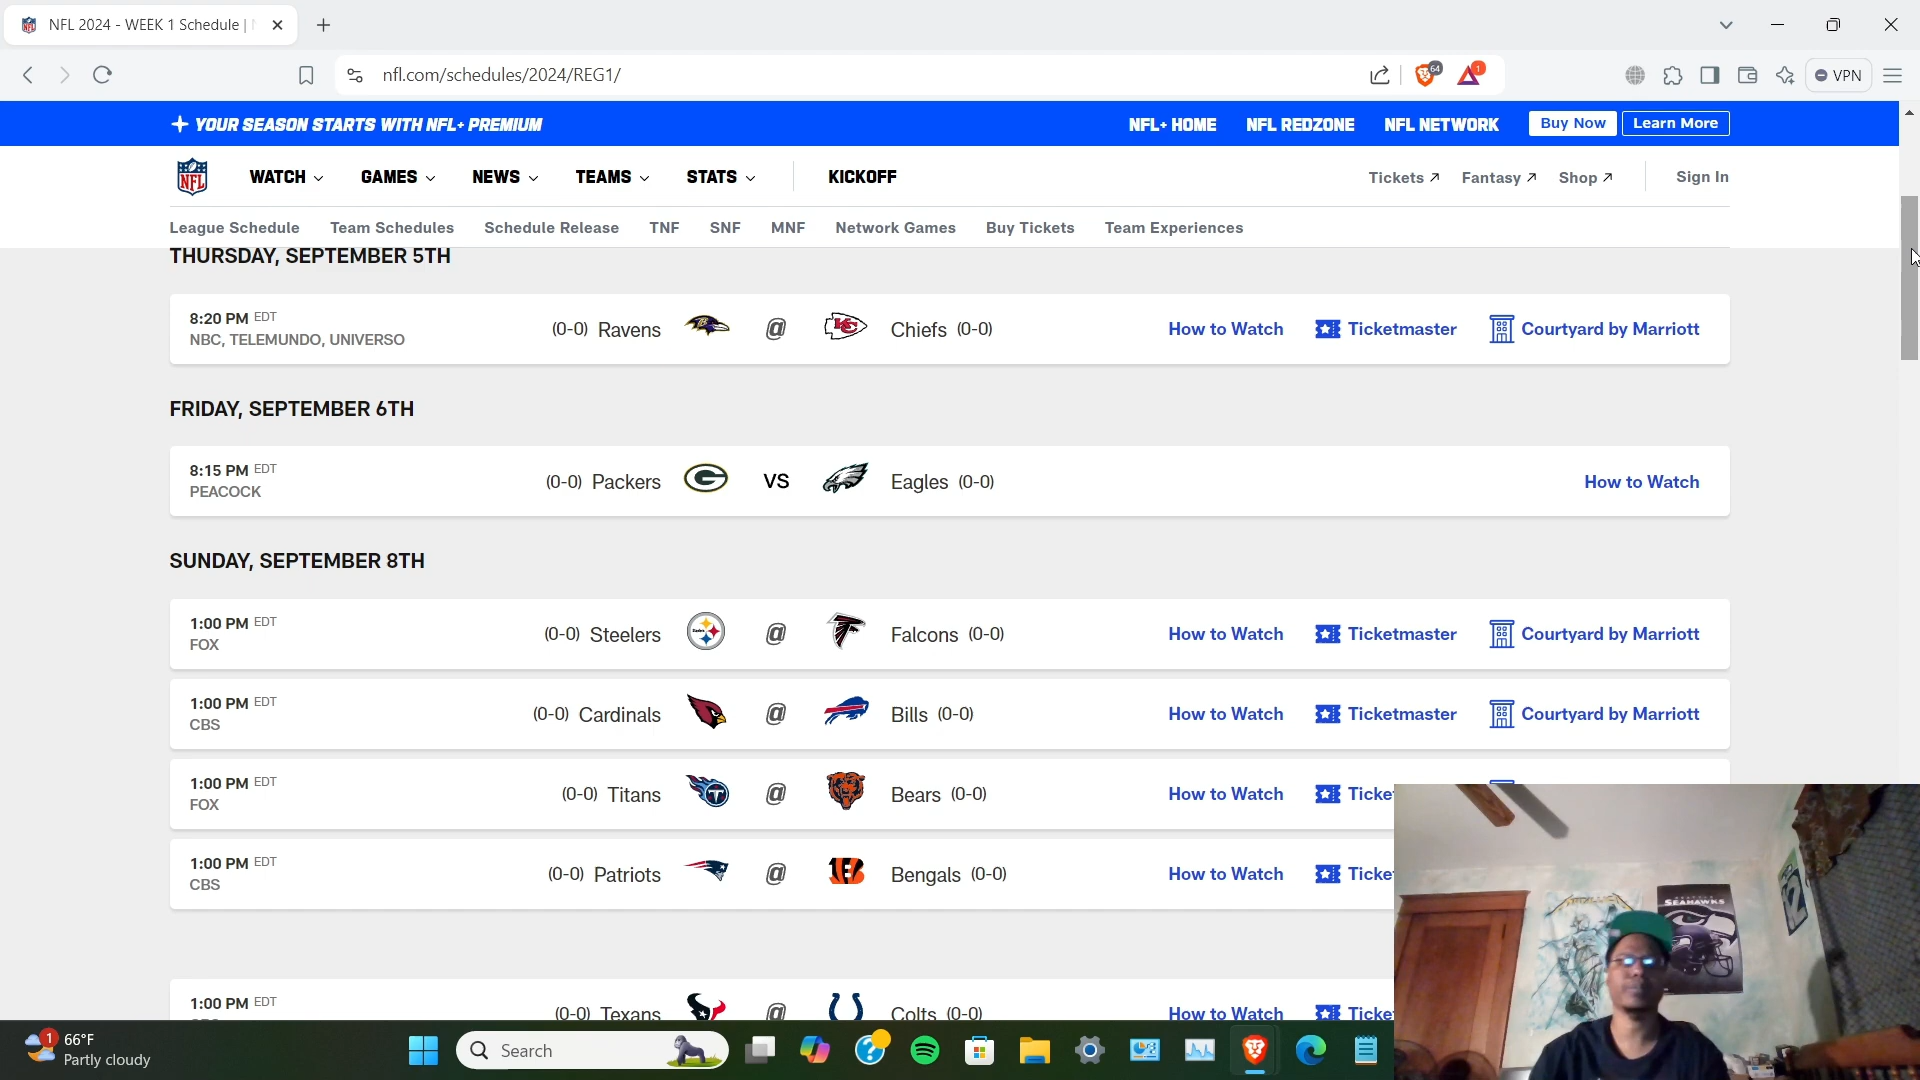 NFL 2024 - WEEK 1 Schedule |
nfl.com/schedules/2024/REG1/
64
1
VPN
YOUR SEASON STARTS WITH NFL+ PREMIUM
NFL+ HOME NFL REDZONE NFL NETWORK Buy Now Learn More
NFL WATCH GAMES NEWS TEAMS STATS KICKOFF Tickets Fantasy Shop Sign In
League Schedule Team Schedules Schedule Release TNF SNF MNF Network Games Buy Tickets Team Experiences
THURSDAY, SEPTEMBER 5TH
8:20 PM EDT
NBC, TELEMUNDO, UNIVERSO
(0-0) Ravens @ Chiefs (0-0) How to Watch Ticketmaster Courtyard by Marriott
FRIDAY, SEPTEMBER 6TH
8:15 PM EDT
PEACOCK
(0-0) Packers VS Eagles (0-0) How to Watch
SUNDAY, SEPTEMBER 8TH
1:00 PM EDT
FOX
(0-0) Steelers @ Falcons (0-0) How to Watch Ticketmaster Courtyard by Marriott
1:00 PM EDT
CBS
(0-0) Cardinals @ Bills (0-0) How to Watch Ticketmaster Courtyard by Marriott
1:00 PM EDT
FOX
(0-0) Titans @ Bears (0-0) How to Watch Ticke
1:00 PM EDT
CBS
(0-0) Patriots @ Bengals (0-0) How to Watch Ticke
1:00 PM EDT
(0-0) Texans @ Colts (0-0) How to Watch Ticke
SEAHAWKS
METALLICA
1
66°F
Partly cloudy
Search